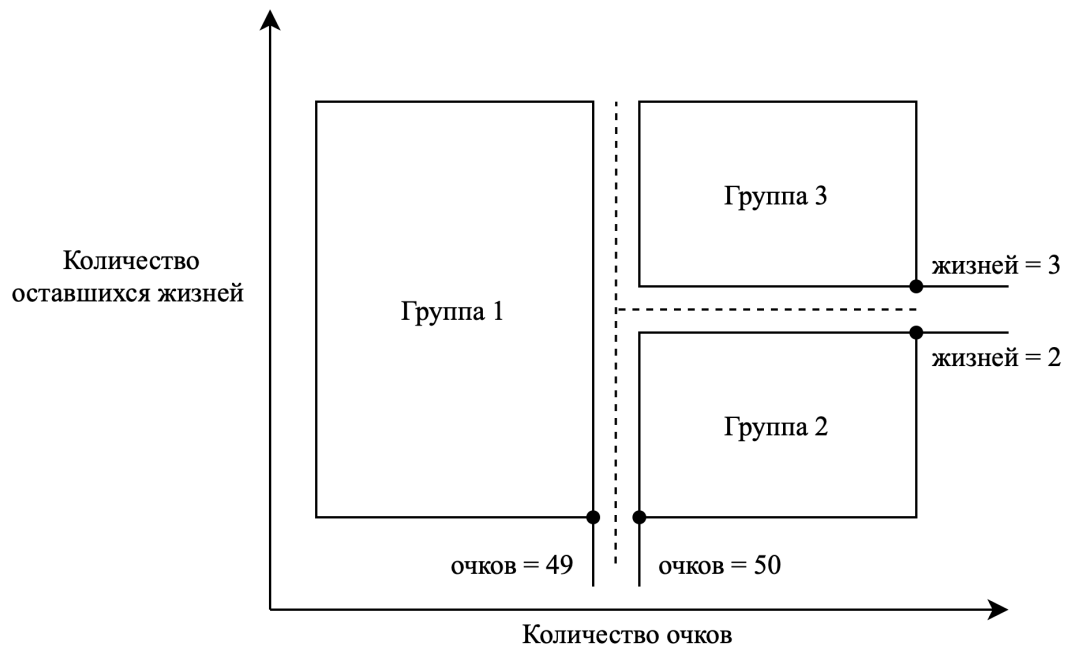 Группа 3
Количество
оставшихся жизней
жизней = 3
Группа 1
жизней = 2
Группа 2
очков = 49
очков = 50
Количество очков